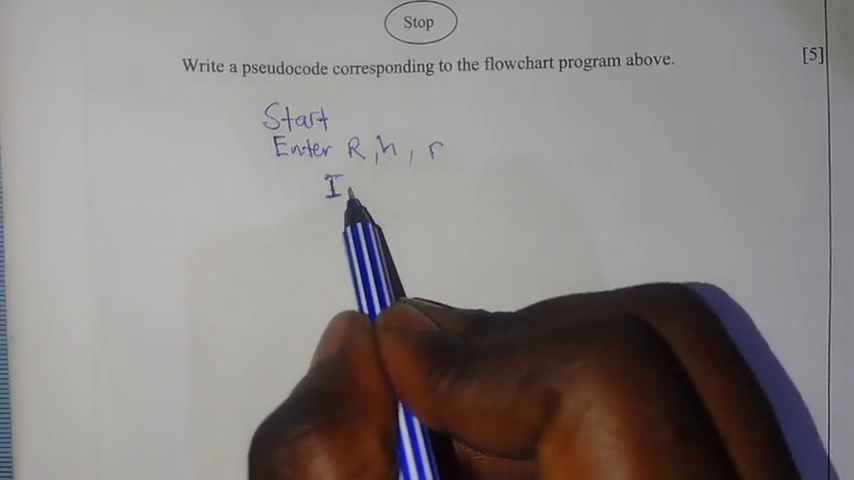 Stop
Write a pseudocode corresponding to the flowchart program above. [5]
Start
Enter R, h, r
I